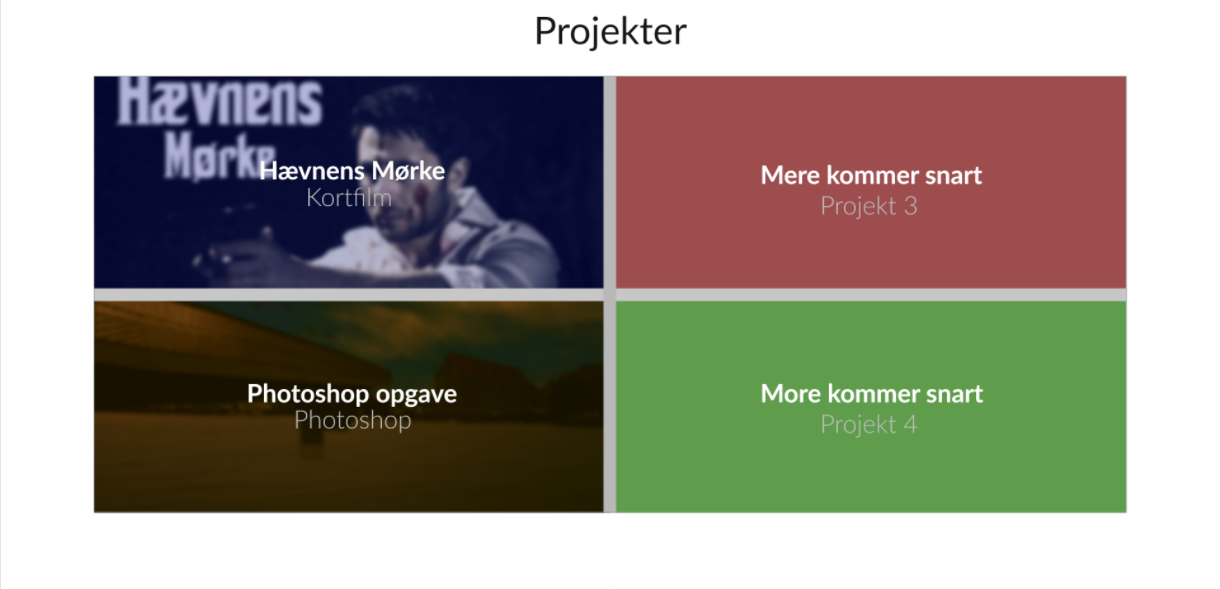 Projekter
Hævnens
Mørke
Hævnens Mørke
Kortfilm
Mere kommer snart
Projekt 3
Photoshop opgave
Photoshop
More kommer snart
Projekt 4